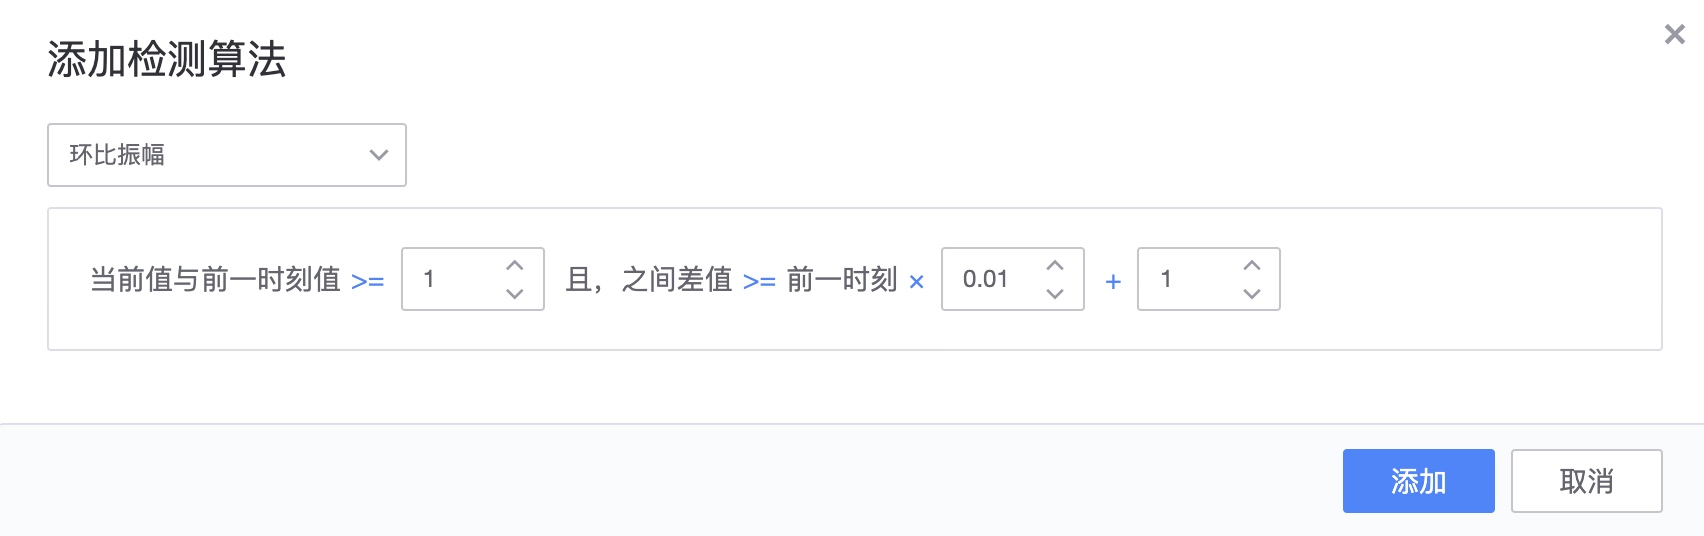 添加检测算法
环比振幅
当前值与前一时刻值 >= 1 且，之间差值 >= 前一时刻 × 0.01 + 1
添加 取消